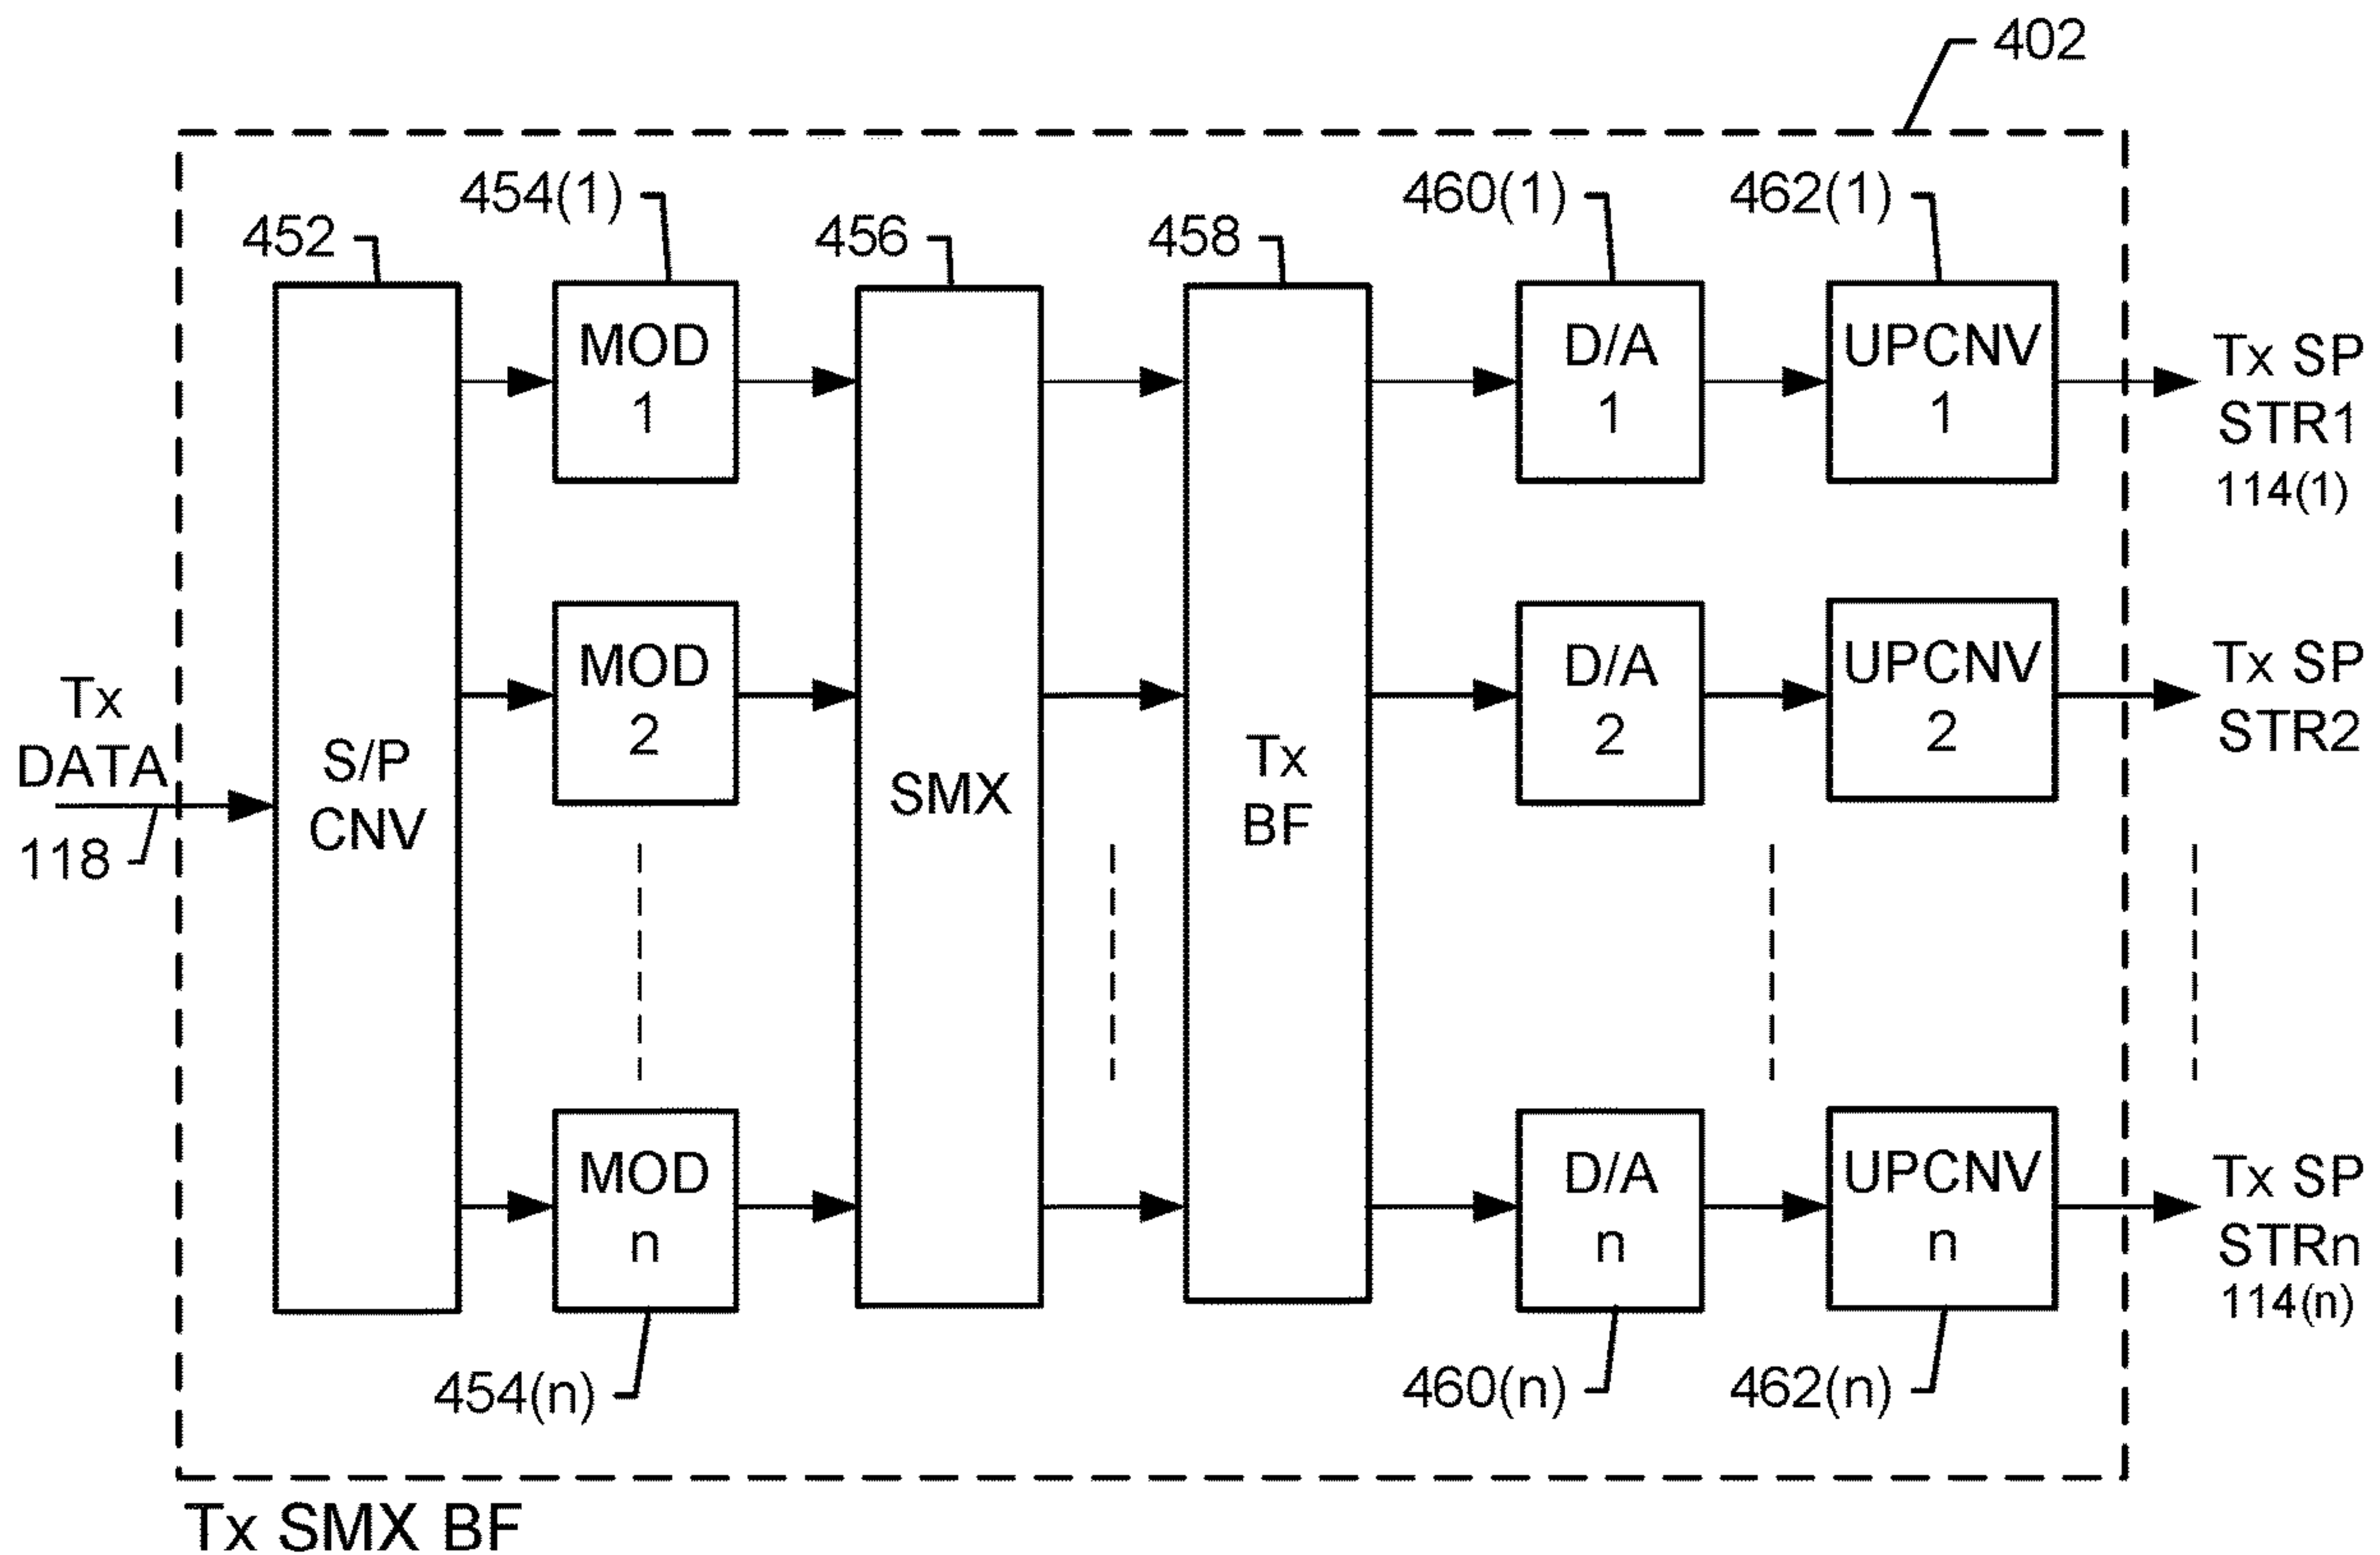 402
454(1)
460(1)
462(1)
452
456
458
MOD
1
D/A
1
UPCNV
1
Tx SP
STR1
114(1)
MOD
2
D/A
2
UPCNV
2
Tx SP
STR2
Tx
DATA
118
S/P
CNV
SMX
Tx
BF
MOD
n
D/A
n
UPCNV
n
Tx SP
STRn
114(n)
454(n)
460(n)
462(n)
Tx SMX BF